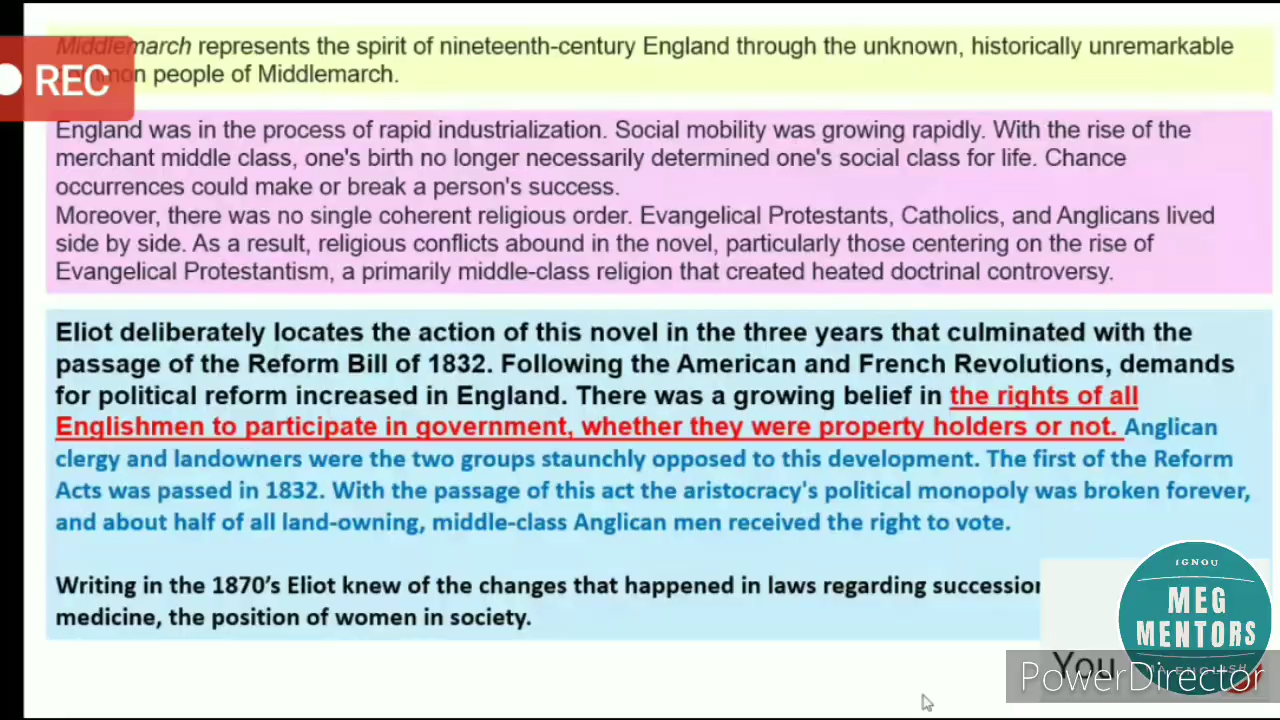 Middlemarch represents the spirit of nineteenth-century England through the unknown, historically unremarkable
people of Middlemarch.
REC
England was in the process of rapid industrialization. Social mobility was growing rapidly. With the rise of the
merchant middle class, one's birth no longer necessarily determined one's social class for life. Chance
occurrences could make or break a person's success.
Moreover, there was no single coherent religious order. Evangelical Protestants, Catholics, and Anglicans lived
side by side. As a result, religious conflicts abound in the novel, particularly those centering on the rise of
Evangelical Protestantism, a primarily middle-class religion that created heated doctrinal controversy.
Eliot deliberately locates the action of this novel in the three years that culminated with the
passage of the Reform Bill of 1832. Following the American and French Revolutions, demands
for political reform increased in England. There was a growing belief in the rights of all
Englishmen to participate in government, whether they were property holders or not. Anglican
clergy and landowners were the two groups staunchly opposed to this development. The first of the Reform
Acts was passed in 1832. With the passage of this act the aristocracy's political monopoly was broken forever,
and about half of all land-owning, middle-class Anglican men received the right to vote.
Writing in the 1870's Eliot knew of the changes that happened in laws regarding succession
medicine, the position of women in society.
IGNOU
MEG
MENTORS
MA ENGLISH
You
PowerDirector